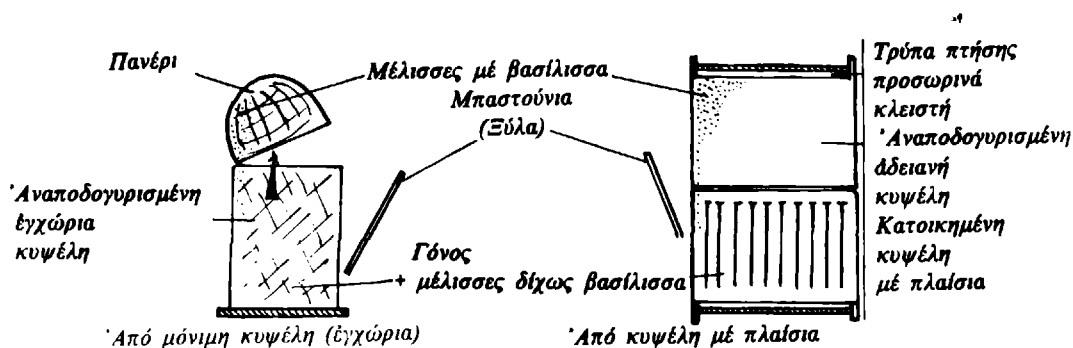 Πανέρι
Μέλισσες μέ βασίλισσα
Μπαστούνια
(Ξύλα)
Τρύπα πτήσης
προσωρινά
κλειστή
Ἀναποδογυρισμένη
ἀδειανή
κυψέλη
Κατοικημένη
κυψέλη
μέ πλαίσια
Ἀναποδογυρισμένη
ἐγχώρια
κυψέλη
Γόνος
+ μέλισσες δίχως βασίλισσα
Ἀπό μόνιμη κυψέλη (ἐγχώρια)
Ἀπό κυψέλη μέ πλαίσια